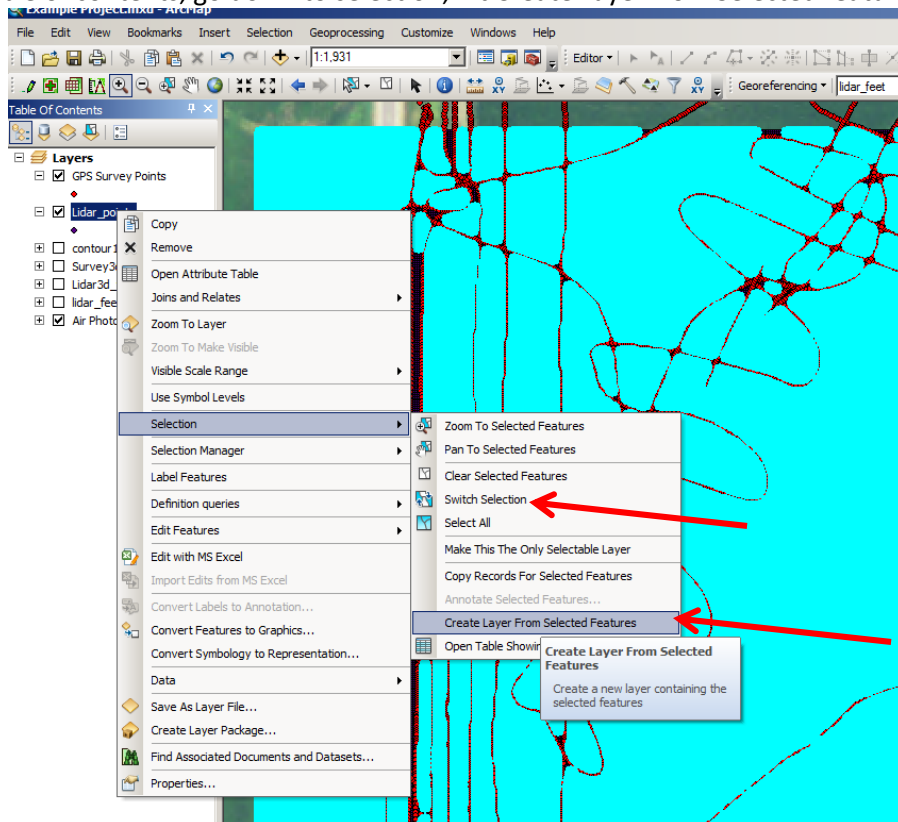 Example Project.mxd - ArcMap
File Edit View Bookmarks Insert Selection Geoprocessing Customize Windows Help
1:1,931 Editor
Georeferencing lidar_feet
Table Of Contents
Layers
GPS Survey Points
Lidar_poi
contour1
Survey3
Lidar3d_
lidar_fee
Air Photo
Copy
Remove
Open Attribute Table
Joins and Relates
Zoom To Layer
Zoom To Make Visible
Visible Scale Range
Use Symbol Levels
Selection
Selection Manager
Label Features
Definition queries
Edit Features
Edit with MS Excel
Import Edits from MS Excel
Convert Labels to Annotation...
Convert Features to Graphics...
Convert Symbology to Representation...
Data
Save As Layer File...
Create Layer Package...
Find Associated Documents and Datasets...
Properties...
Zoom To Selected Features
Pan To Selected Features
Clear Selected Features
Switch Selection
Select All
Make This The Only Selectable Layer
Copy Records For Selected Features
Annotate Selected Features...
Create Layer From Selected Features
Open Table Showin
Create Layer From Selected
Features
Create a new layer containing the
selected features